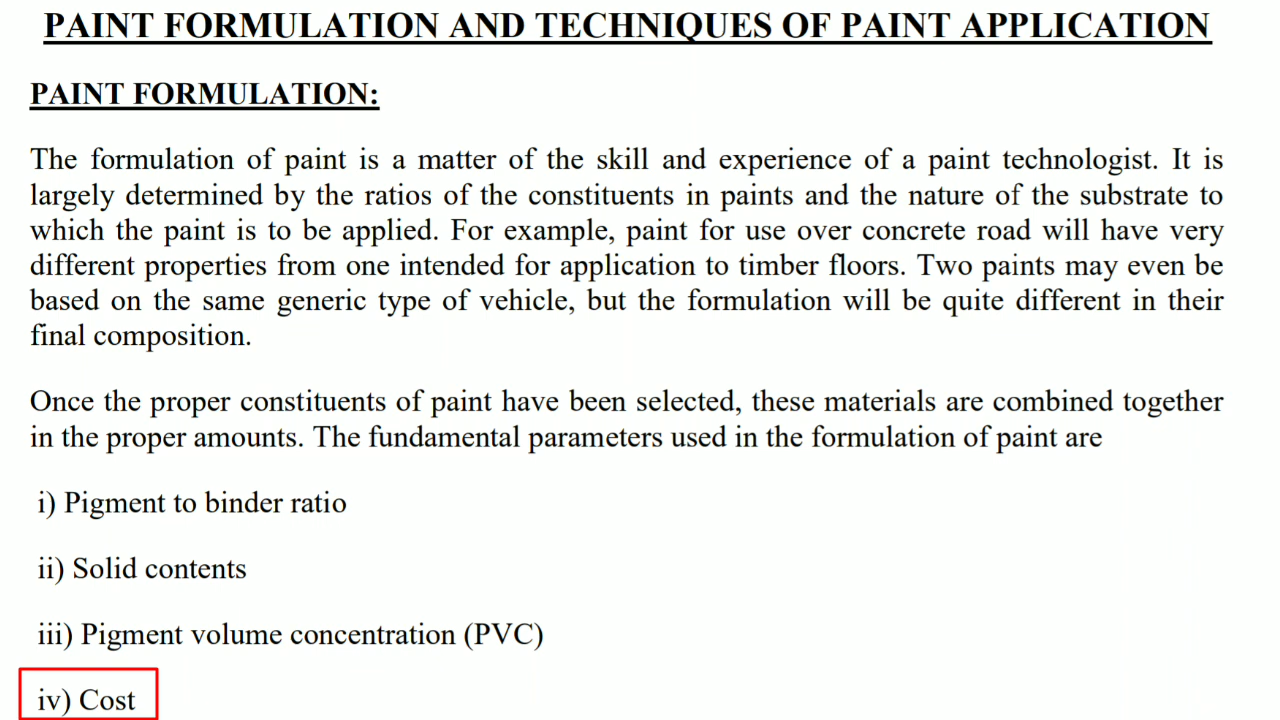 PAINT FORMULATION AND TECHNIQUES OF PAINT APPLICATION
PAINT FORMULATION:
The formulation of paint is a matter of the skill and experience of a paint technologist. It is
largely determined by the ratios of the constituents in paints and the nature of the substrate to
which the paint is to be applied. For example, paint for use over concrete road will have very
different properties from one intended for application to timber floors. Two paints may even be
based on the same generic type of vehicle, but the formulation will be quite different in their
final composition.
Once the proper constituents of paint have been selected, these materials are combined together
in the proper amounts. The fundamental parameters used in the formulation of paint are
i) Pigment to binder ratio
ii) Solid contents
iii) Pigment volume concentration (PVC)
iv) Cost